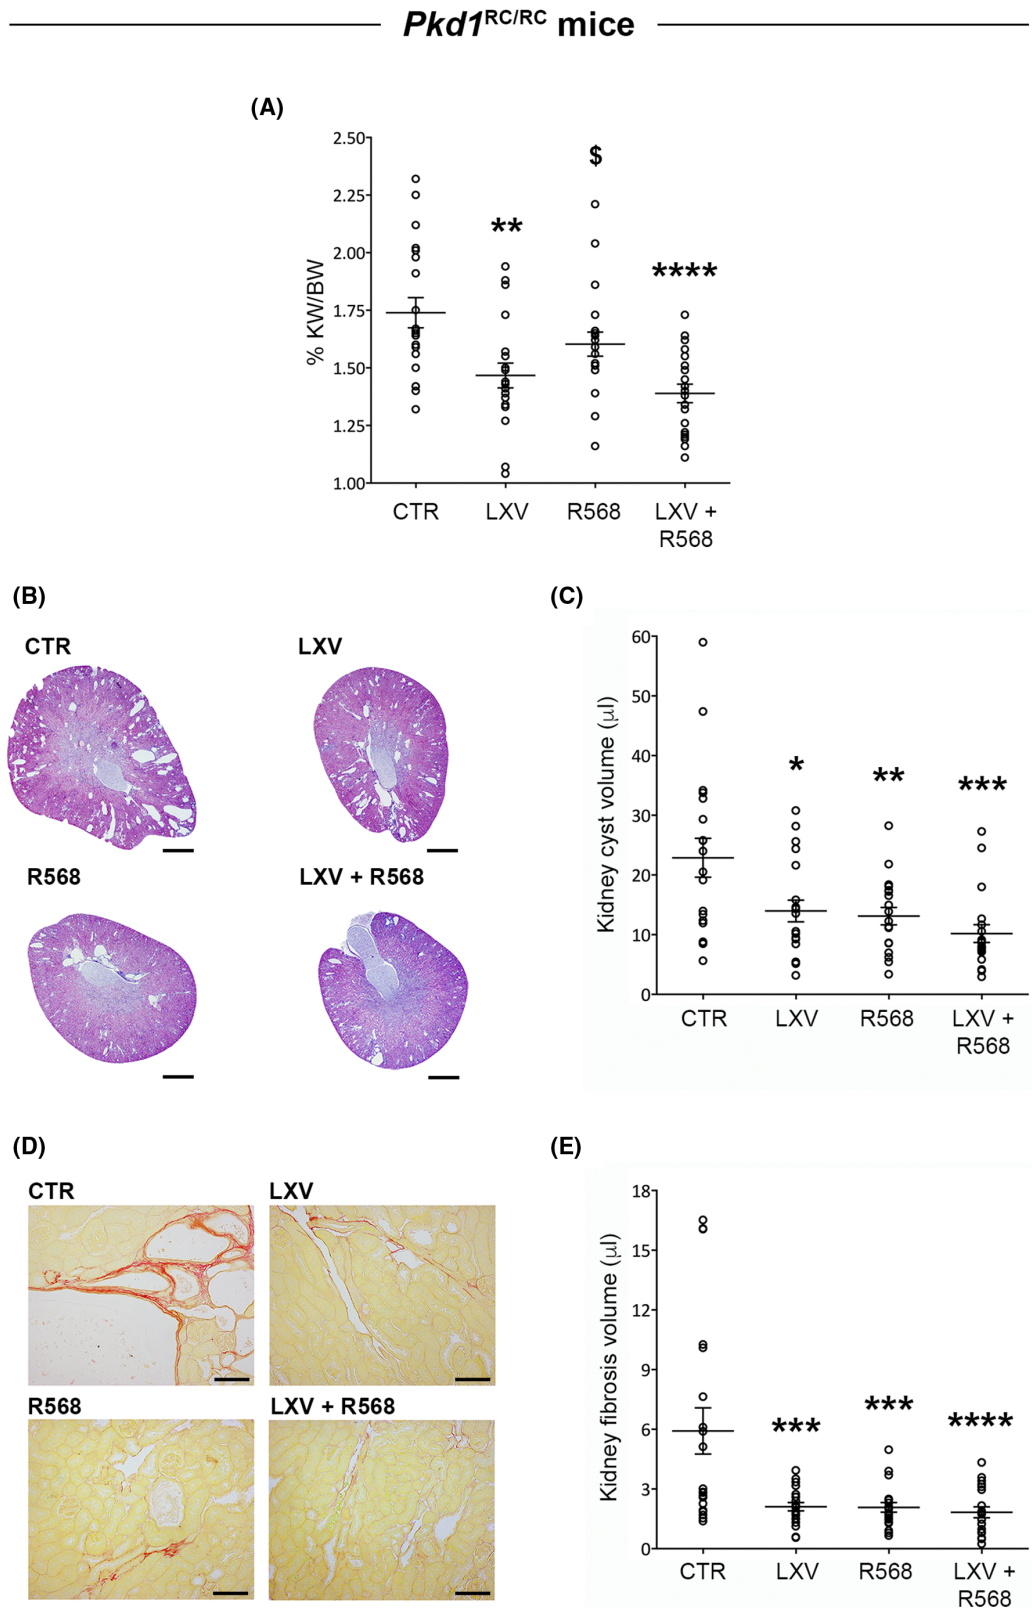 Pkd1RC/RC mice
(A)
% KW/BW
2.50
2.25
2.00
1.75
1.50
1.25
1.00
**
$
****
CTR
LXV
R568
LXV +
R568
(B)
CTR
LXV
R568
LXV + R568
(C)
Kidney cyst volume (µl)
60
50
40
30
20
10
0
*
**
***
CTR
LXV
R568
LXV +
R568
(D)
CTR
LXV
R568
LXV + R568
(E)
Kidney fibrosis volume (µl)
18
15
12
9
6
3
0
***
***
****
CTR
LXV
R568
LXV +
R568